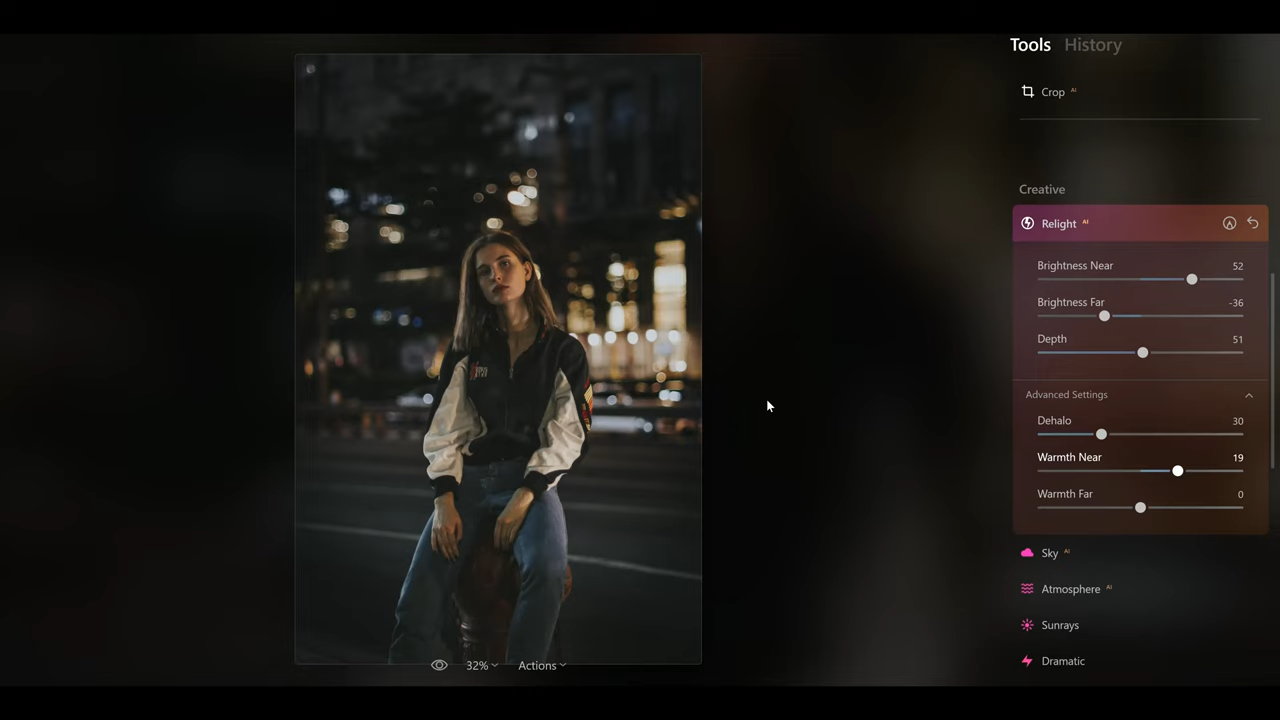 Tools History
Crop AI
Creative
Relight AI
Brightness Near 52
Brightness Far -36
Depth 51
Advanced Settings
Dehalo 30
Warmth Near 19
Warmth Far 0
Sky AI
Atmosphere AI
Sunrays
Dramatic
32% Actions